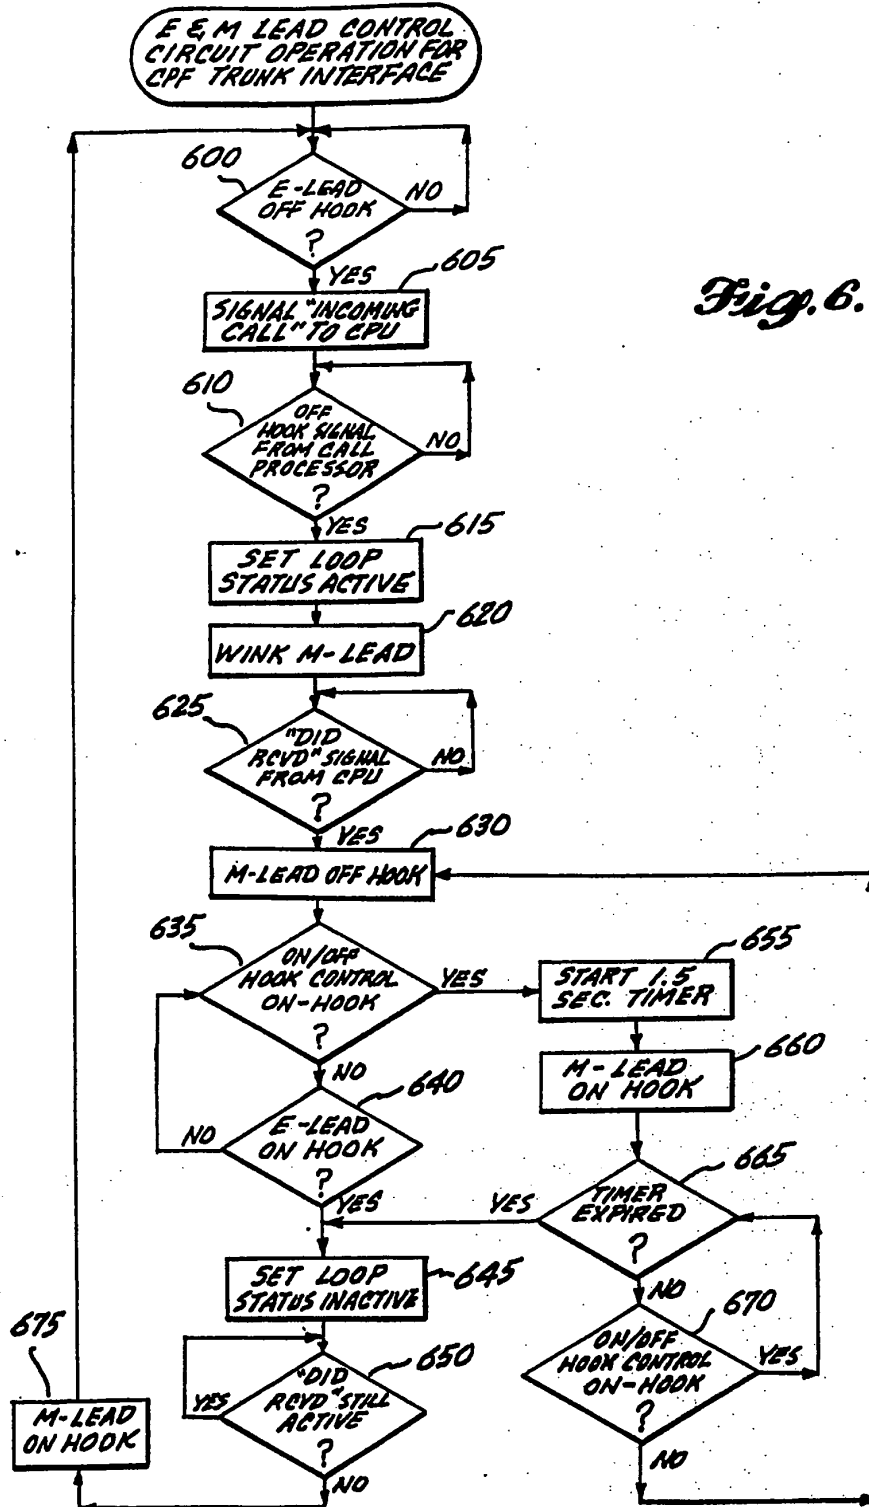 E & M LEAD CONTROL
CIRCUIT OPERATION FOR
CPF TRUNK INTERFACE
600
E-LEAD
OFF HOOK
?
NO
YES
605
SIGNAL "INCOMING
CALL" TO CPU
Fig. 6.
610
OFF
HOOK SIGNAL
FROM CALL
PROCESSOR
?
NO
YES
615
SET LOOP
STATUS ACTIVE
620
WINK M-LEAD
625
"DID
RCVD" SIGNAL
FROM CPU
?
NO
YES
630
M-LEAD OFF HOOK
635
ON/OFF
HOOK CONTROL
ON-HOOK
?
YES
NO
655
START 1.5
SEC. TIMER
660
M-LEAD
ON HOOK
640
E-LEAD
ON HOOK
?
NO
YES
665
TIMER
EXPIRED
?
YES
NO
645
SET LOOP
STATUS INACTIVE
670
ON/OFF
HOOK CONTROL
ON-HOOK
?
YES
NO
650
"DID
RCVD" STILL
ACTIVE
?
YES
NO
675
M-LEAD
ON HOOK